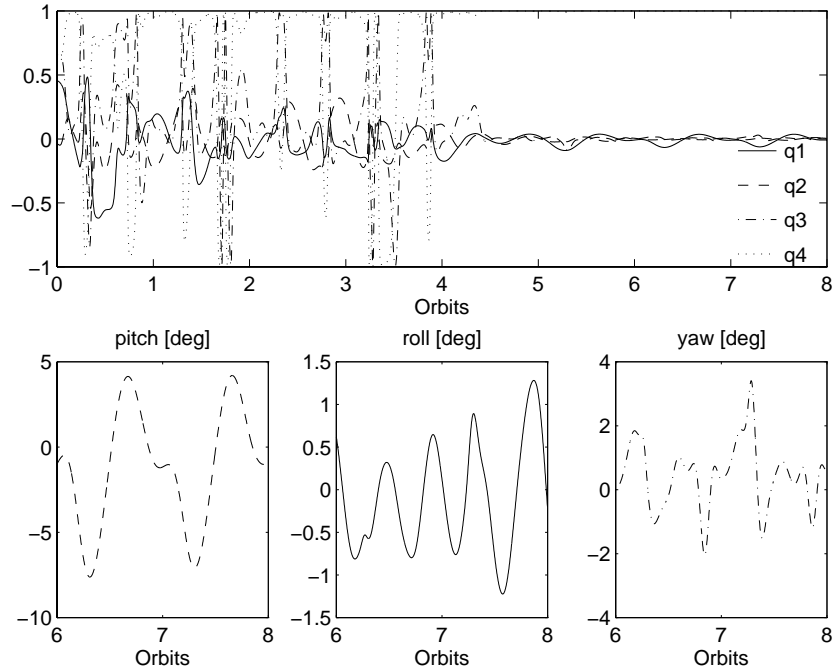 1
0.5
0
−0.5
−1
0 1 2 3 4 5 6 7 8
Orbits
q1
q2
q3
q4
pitch [deg]
5
0
−5
−10
6 7 8
Orbits
roll [deg]
1.5
1
0.5
0
−0.5
−1
−1.5
6 7 8
Orbits
yaw [deg]
4
2
0
−2
−4
6 7 8
Orbits